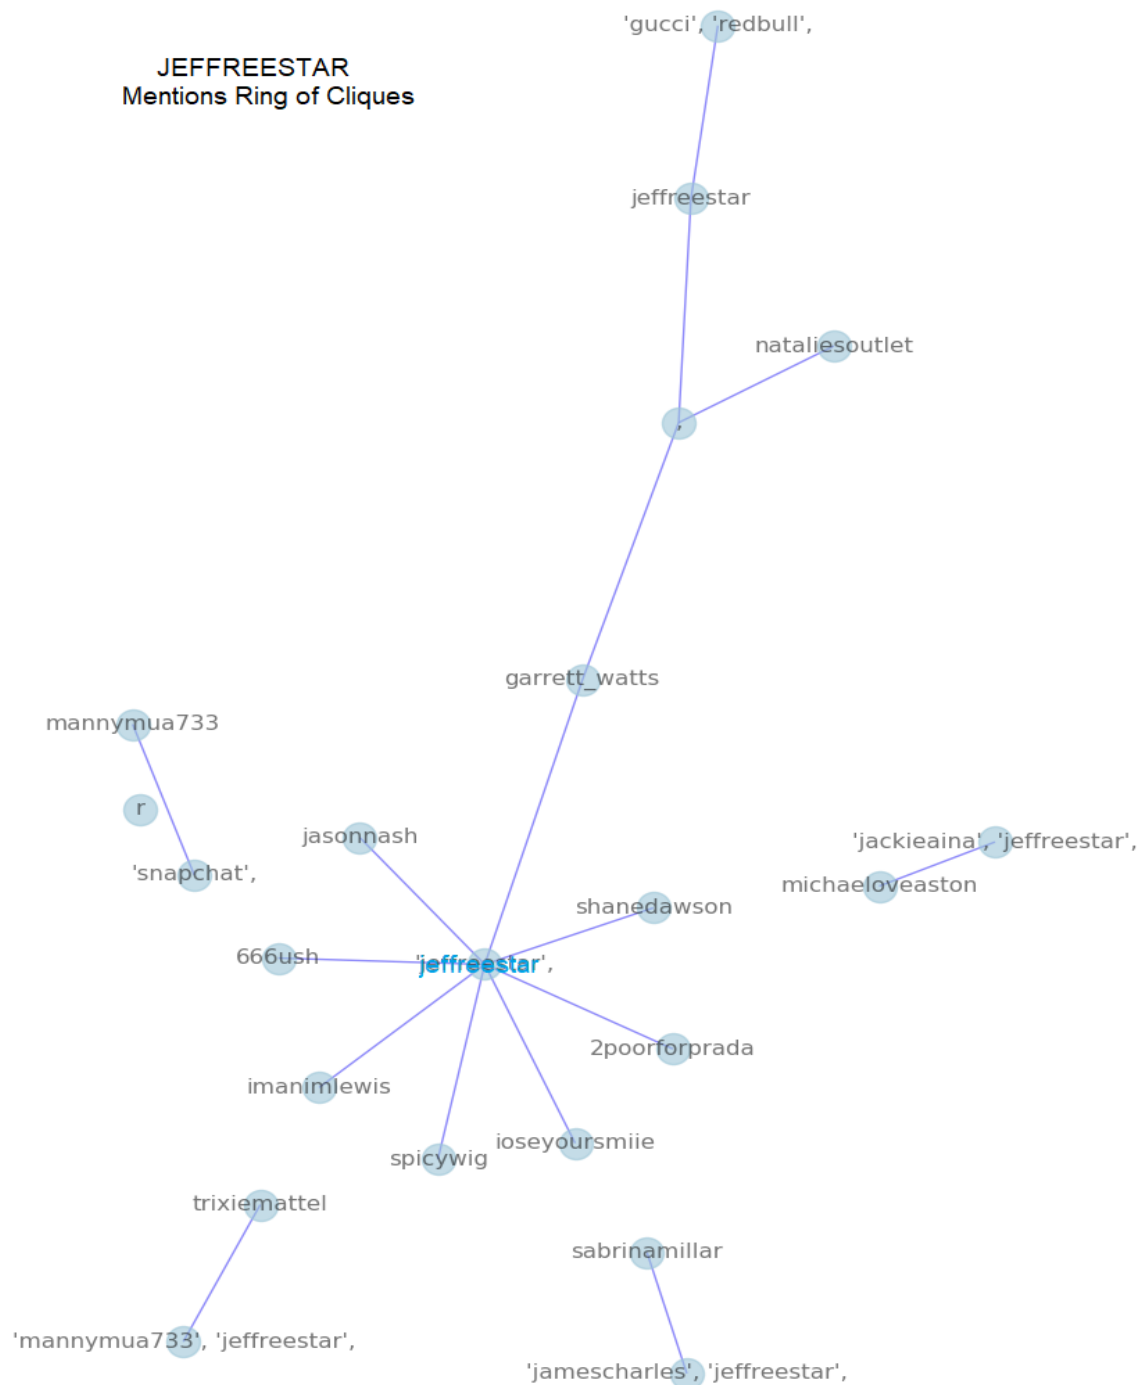 'gucci', 'redbull',
JEFFREESTAR
Mentions Ring of Cliques
jeffreestar
nataliesoutlet
,
garrett_watts
mannymua733
r
jasonnash
'snapchat',
'jackieaina', 'jeffreestar',
michaeloveaston
shanedawson
666ush
jeffreestar
2poorforprada
imanimlewis
ioseyoursmiie
spicywig
trixiemattel
sabrinamillar
'mannymua733', 'jeffreestar',
'jamescharles', 'jeffreestar',